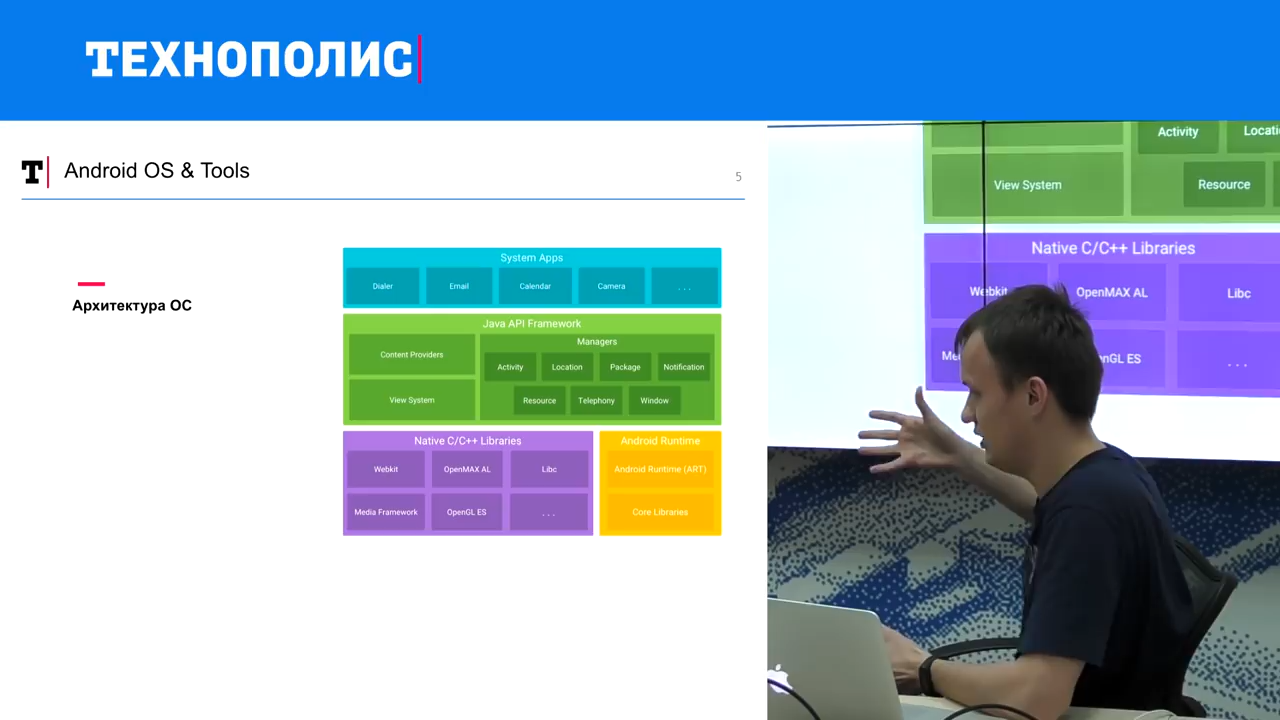 ТЕХНОПОЛИС
Т Android OS & Tools
5
Архитектура ОС
System Apps
Dialer Email Calendar Camera ...
Java API Framework
Content Providers
View System
Managers
Activity Location Package Notification
Resource Telephony Window
Native C/C++ Libraries
Webkit OpenMAX AL Libc
Media Framework OpenGL ES ...
Android Runtime
Android Runtime (ART)
Core Libraries
Activity
View System Resource
Native C/C++ Libraries
Webkit OpenMAX AL Libc
...